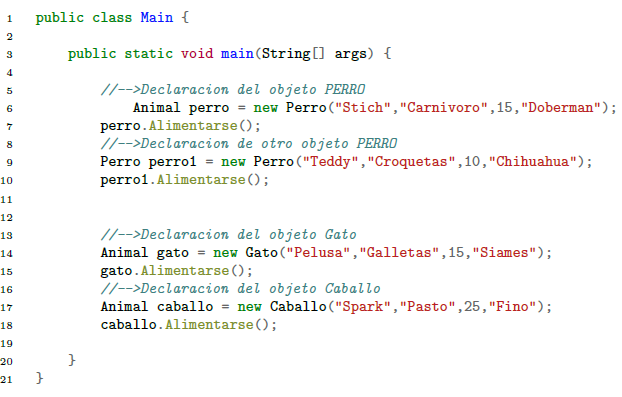 1 public class Main {
2
3 public static void main(String[] args) {
4
5 //-->Declaracion del objeto PERRO
6 Animal perro = new Perro("Stich","Carnivoro",15,"Doberman");
7 perro.Alimentarse();
8 //-->Declaracion de otro objeto PERRO
9 Perro perro1 = new Perro("Teddy","Croquetas",10,"Chihuahua");
10 perro1.Alimentarse();
11
12
13 //-->Declaracion del objeto Gato
14 Animal gato = new Gato("Pelusa","Galletas",15,"Siames");
15 gato.Alimentarse();
16 //-->Declaracion del objeto Caballo
17 Animal caballo = new Caballo("Spark","Pasto",25,"Fino");
18 caballo.Alimentarse();
19
20 }
21 }